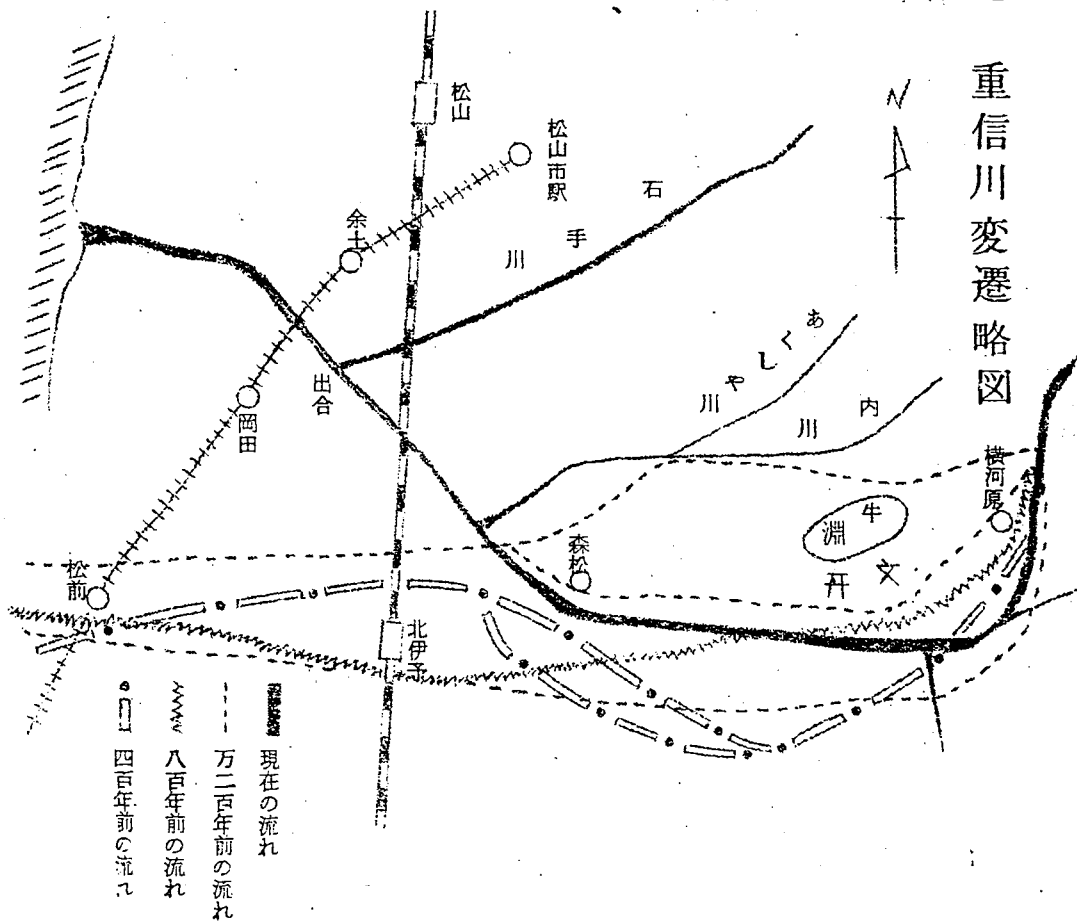 重信川変遷略図
N
松山
松山市駅
余土
石手川
出合
岡田
あくしや川
内川
横河原
牛淵
森松
松前
北伊予
現在の流れ
万二百年前の流れ
八百年前の流れ
四百年前の流れ